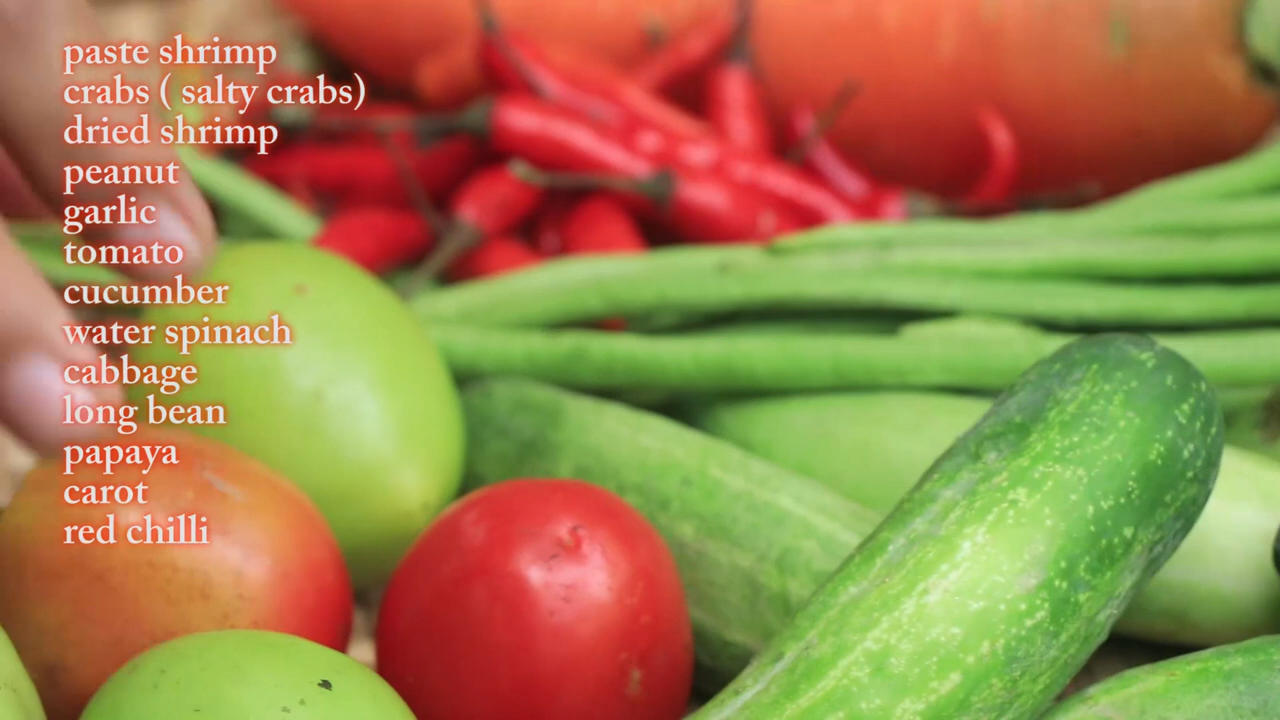 paste shrimp
crabs ( salty crabs)
dried shrimp
peanut
garlic
tomato
cucumber
water spinach
cabbage
long bean
papaya
carot
red chilli